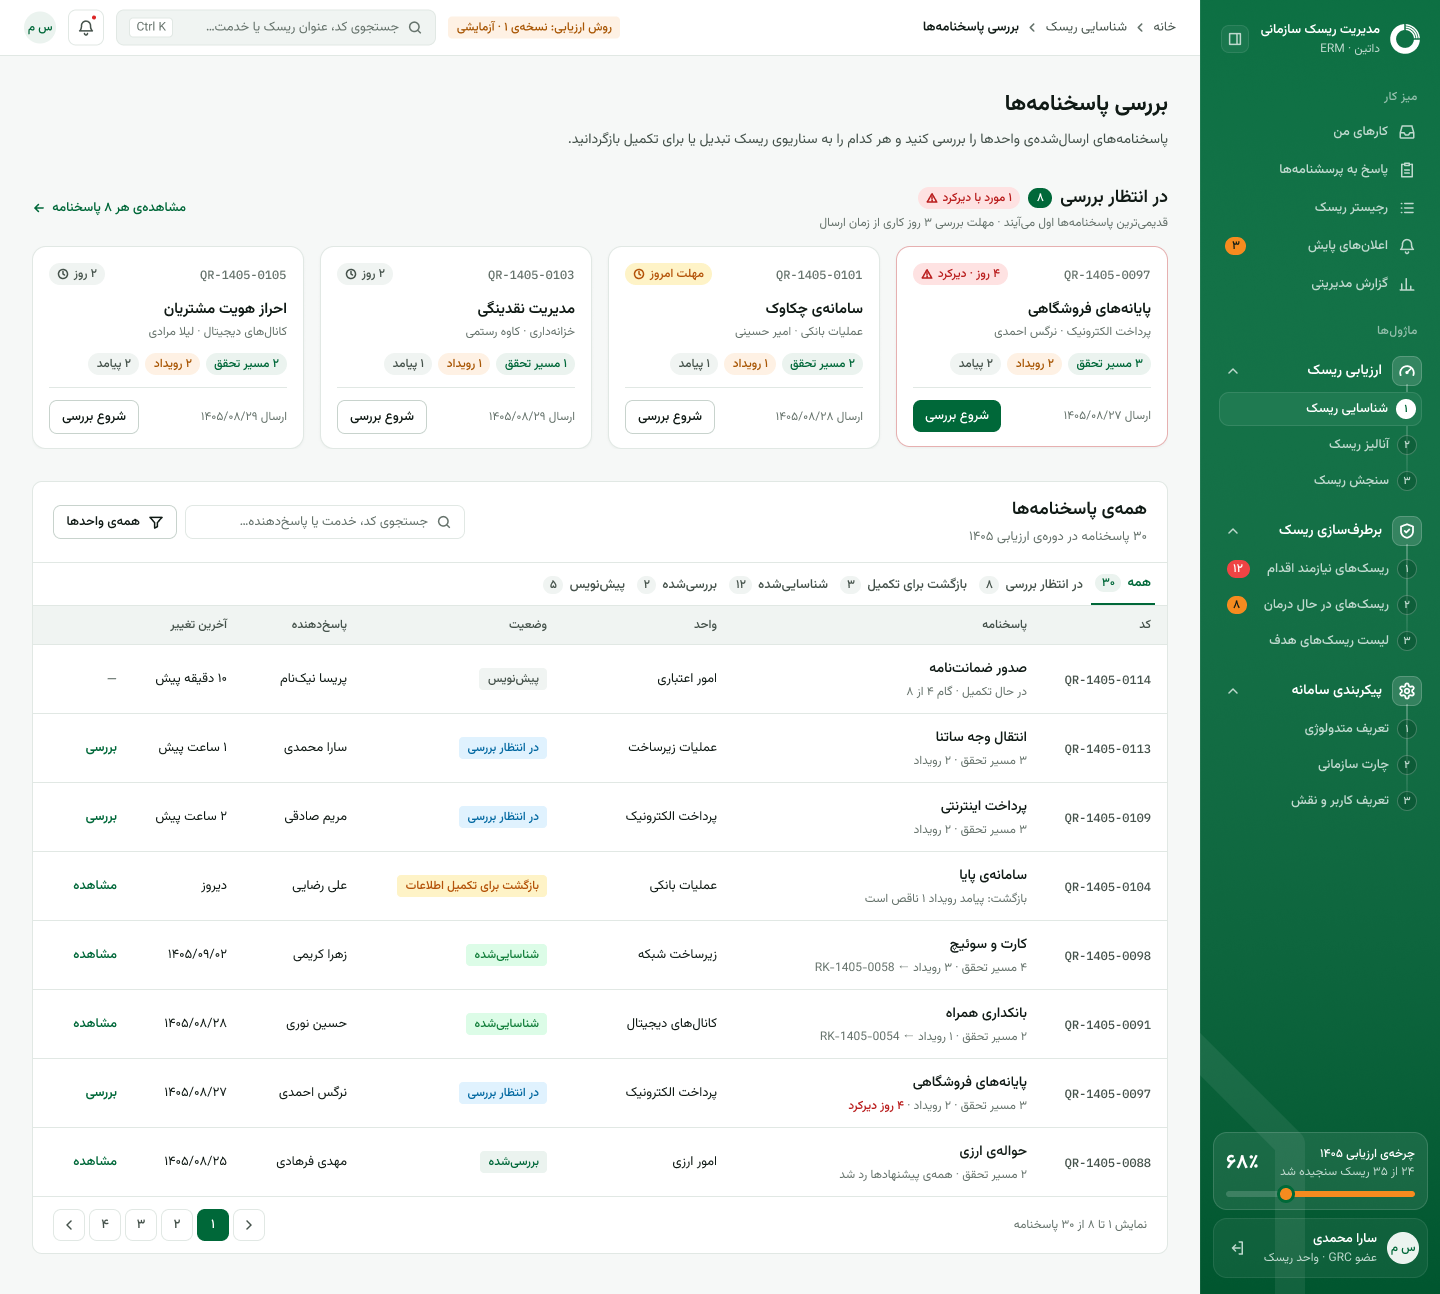 مدیریت ریسک سازمانی
داتین · ERM
میز کار
کارهای من
پاسخ به پرسشنامه‌ها
رجیستر ریسک
اعلان‌های پایش
۳
گزارش مدیریتی
ماژول‌ها
ارزیابی ریسک
۱ شناسایی ریسک
۲ آنالیز ریسک
۳ سنجش ریسک
برطرف‌سازی ریسک
۱ ریسک‌های نیازمند اقدام ۱۲
۲ ریسک‌های در حال درمان ۸
۳ لیست ریسک‌های هدف
پیکربندی سامانه
۱ تعریف متدولوژی
۲ چارت سازمانی
۳ تعریف کاربر و نقش
چرخه‌ی ارزیابی ۱۴۰۵
۲۴ از ۳۵ ریسک سنجیده شد
۶۸٪
س م
سارا محمدی
عضو GRC · واحد ریسک
خانه
شناسایی ریسک
بررسی پاسخنامه‌ها
روش ارزیابی: نسخه‌ی ۱ · آزمایشی
جستجوی کد، عنوان ریسک یا خدمت...
Ctrl K
س م
بررسی پاسخنامه‌ها
پاسخنامه‌های ارسال‌شده‌ی واحدها را بررسی کنید و هر کدام را به سناریوی ریسک تبدیل یا برای تکمیل بازگردانید.
در انتظار بررسی ۸ ۱ مورد با دیرکرد
قدیمی‌ترین پاسخنامه‌ها اول می‌آیند · مهلت بررسی ۳ روز کاری از زمان ارسال
مشاهده‌ی هر ۸ پاسخنامه
QR-1405-0097
۴ روز · دیرکرد
پایانه‌های فروشگاهی
پرداخت الکترونیک · نرگس احمدی
۳ مسیر تحقق ۲ رویداد ۲ پیامد
ارسال ۱۴۰۵/۰۸/۲۷
شروع بررسی
QR-1405-0101
مهلت امروز
سامانه‌ی چکاوک
عملیات بانکی · امیر حسینی
۲ مسیر تحقق ۱ رویداد ۱ پیامد
ارسال ۱۴۰۵/۰۸/۲۸
شروع بررسی
QR-1405-0103
۲ روز
مدیریت نقدینگی
خزانه‌داری · کاوه رستمی
۱ مسیر تحقق ۱ رویداد ۱ پیامد
ارسال ۱۴۰۵/۰۸/۲۹
شروع بررسی
QR-1405-0105
۲ روز
احراز هویت مشتریان
کانال‌های دیجیتال · لیلا مرادی
۲ مسیر تحقق ۲ رویداد ۲ پیامد
ارسال ۱۴۰۵/۰۸/۲۹
شروع بررسی
همه‌ی پاسخنامه‌ها
۳۰ پاسخنامه در دوره‌ی ارزیابی ۱۴۰۵
جستجوی کد، خدمت یا پاسخ‌دهنده...
همه‌ی واحدها
همه ۳۰ در انتظار بررسی ۸ بازگشت برای تکمیل ۳ شناسایی‌شده ۱۲ بررسی‌شده ۲ پیش‌نویس ۵
کد پاسخنامه واحد وضعیت پاسخ‌دهنده آخرین تغییر
QR-1405-0114 صدور ضمانت‌نامه امور اعتباری پیش‌نویس پریسا نیک‌نام ۱۰ دقیقه پیش —
در حال تکمیل · گام ۴ از ۸
QR-1405-0113 انتقال وجه ساتنا عملیات زیرساخت در انتظار بررسی سارا محمدی ۱ ساعت پیش بررسی
۳ مسیر تحقق · ۲ رویداد
QR-1405-0109 پرداخت اینترنتی پرداخت الکترونیک در انتظار بررسی مریم صادقی ۲ ساعت پیش بررسی
۳ مسیر تحقق · ۲ رویداد
QR-1405-0104 سامانه‌ی پایا عملیات بانکی بازگشت برای تکمیل اطلاعات علی رضایی دیروز مشاهده
بازگشت: پیامد رویداد ۱ ناقص است
QR-1405-0098 کارت و سوئیچ زیرساخت شبکه شناسایی‌شده زهرا کریمی ۱۴۰۵/۰۹/۰۲ مشاهده
۴ مسیر تحقق · ۳ رویداد ← RK-1405-0058
QR-1405-0091 بانکداری همراه کانال‌های دیجیتال شناسایی‌شده حسین نوری ۱۴۰۵/۰۸/۲۸ مشاهده
۲ مسیر تحقق · ۱ رویداد ← RK-1405-0054
QR-1405-0097 پایانه‌های فروشگاهی پرداخت الکترونیک در انتظار بررسی نرگس احمدی ۱۴۰۵/۰۸/۲۷ بررسی
۳ مسیر تحقق · ۲ رویداد · ۴ روز دیرکرد
QR-1405-0088 حواله‌ی ارزی امور ارزی بررسی‌شده مهدی فرهادی ۱۴۰۵/۰۸/۲۵ مشاهده
۲ مسیر تحقق · همه‌ی پیشنهادها رد شد
نمایش ۱ تا ۸ از ۳۰ پاسخنامه
۱ ۲ ۳ ۴